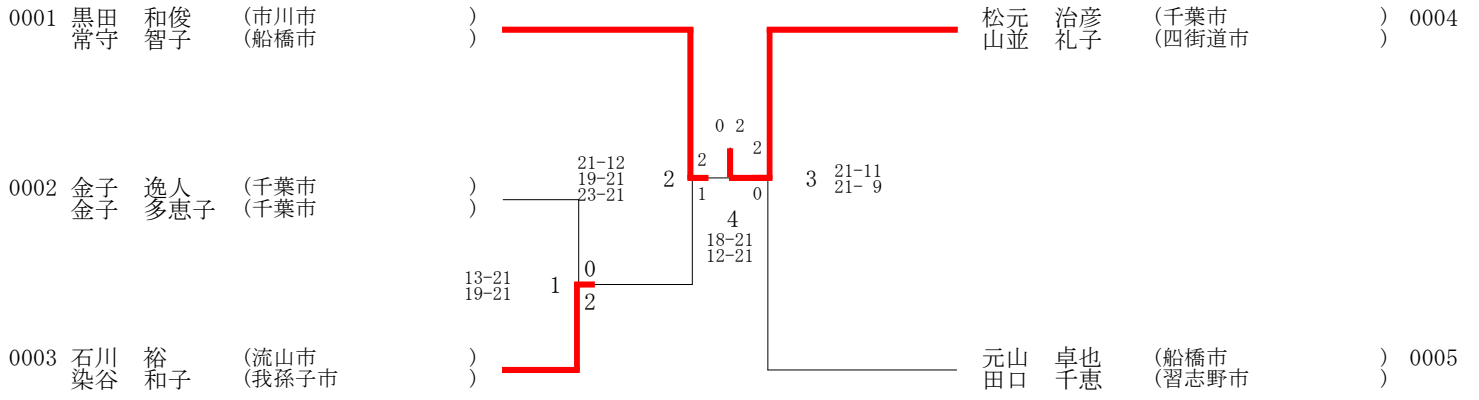 0001 黒田 和俊 (市川市 )
常守 智子 (船橋市 )
松元 治彦 (千葉市 ) 0004
山並 礼子 (四街道市 )
0 2
2
2
21-12
19-21
23-21
2
1
0
3
21-11
21- 9
0002 金子 逸人 (千葉市 )
金子 多恵子 (千葉市 )
4
18-21
12-21
13-21
19-21
1
0
2
0003 石川 裕 (流山市 )
染谷 和子 (我孫子市 )
元山 卓也 (船橋市 ) 0005
田口 千恵 (習志野市 )